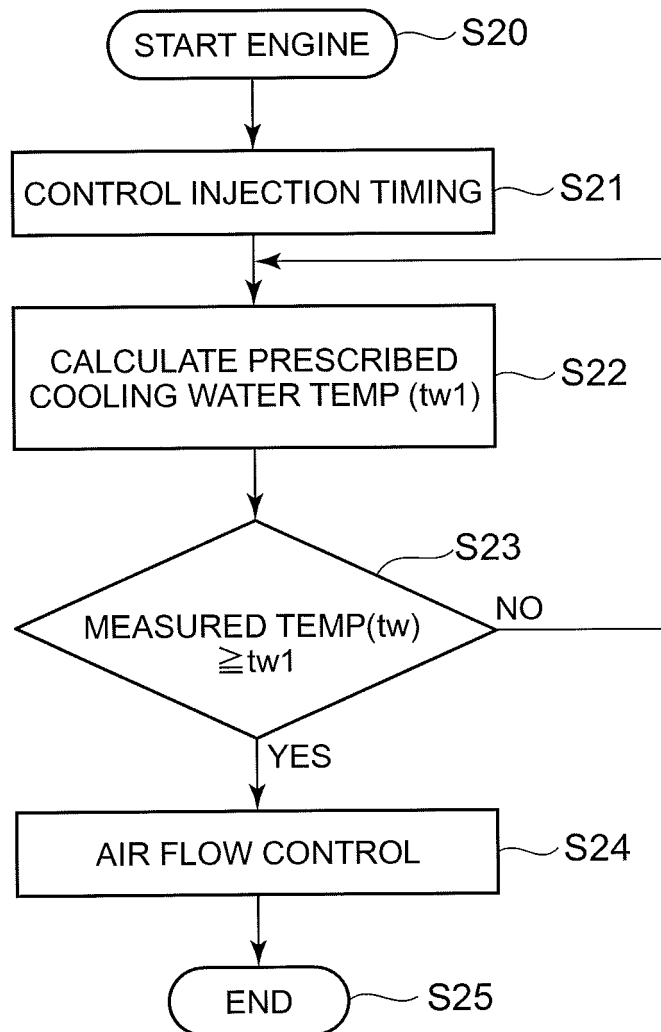 START ENGINE
S20
CONTROL INJECTION TIMING
S21
CALCULATE PRESCRIBED
COOLING WATER TEMP (tw1)
S22
S23
MEASURED TEMP(tw)
≧tw1
NO
YES
AIR FLOW CONTROL
S24
END
S25